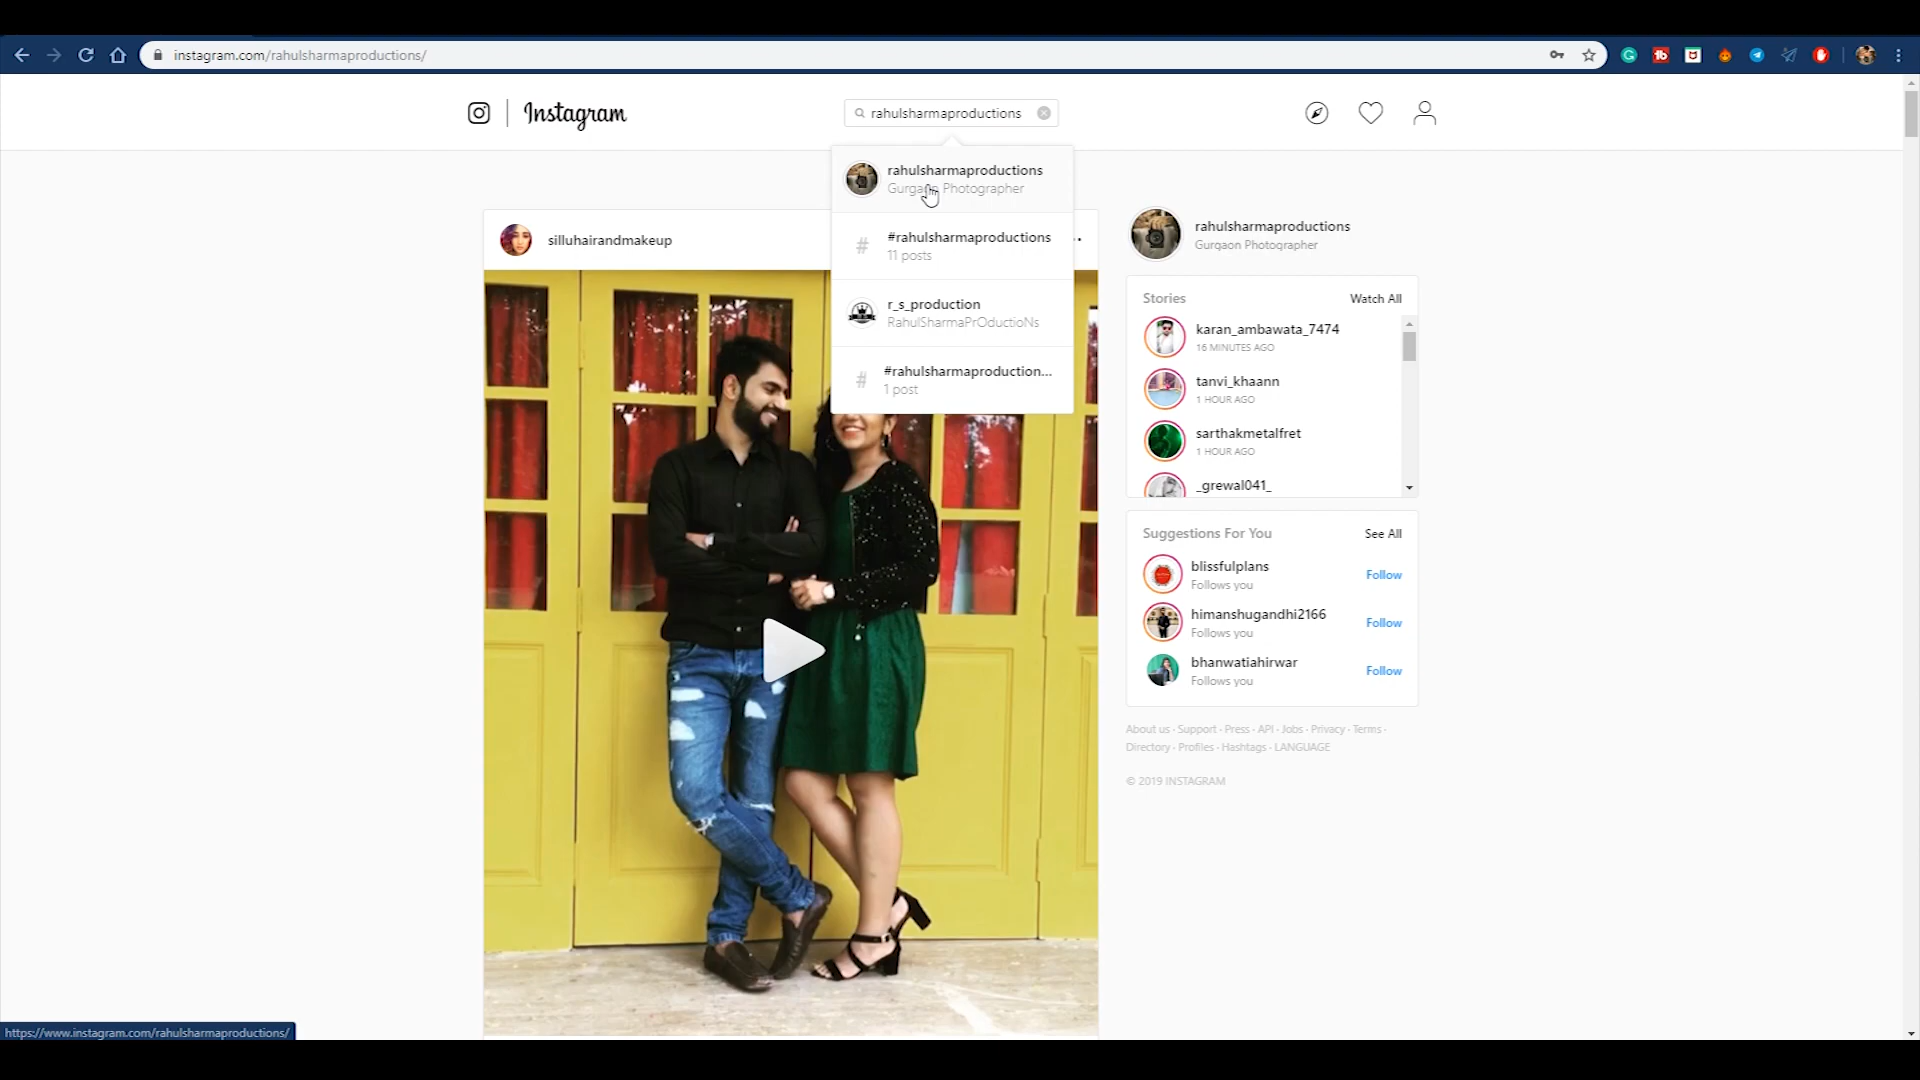 instagram.com/rahulsharmaproductions/
Instagram
rahulsharmaproductions
rahulsharmaproductions
Gurgaon Photographer
#rahulsharmaproductions
11 posts
r_s_production
RahulSharmaPrOductioNs
#rahulsharmaproduction...
1 post
silluhairandmakeup
rahulsharmaproductions
Gurgaon Photographer
Stories Watch All
karan_ambawata_7474
16 MINUTES AGO
tanvi_khaann
1 HOUR AGO
sarthakmetalfret
1 HOUR AGO
_grewal041_
Suggestions For You See All
blissfulplans
Follows you
Follow
himanshugandhi2166
Follows you
Follow
bhanwatiahirwar
Follows you
Follow
About us · Support · Press · API · Jobs · Privacy · Terms ·
Directory · Profiles · Hashtags · LANGUAGE
© 2019 INSTAGRAM
https://www.instagram.com/rahulsharmaproductions/